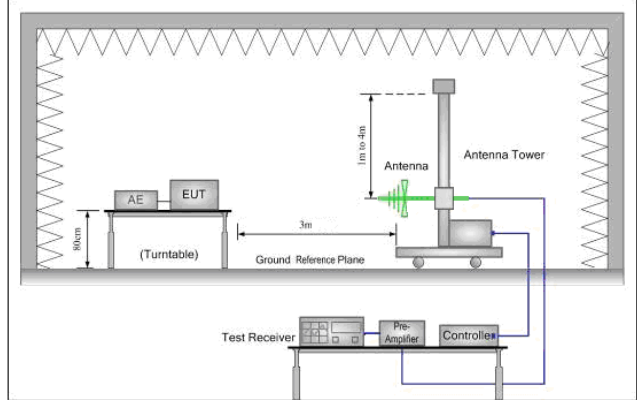 1m to 4m
Antenna
Antenna Tower
AE
EUT
80cm
(Turntable)
3m
Ground Reference Plane
Test Receiver
Pre-
Amplifier
Controller